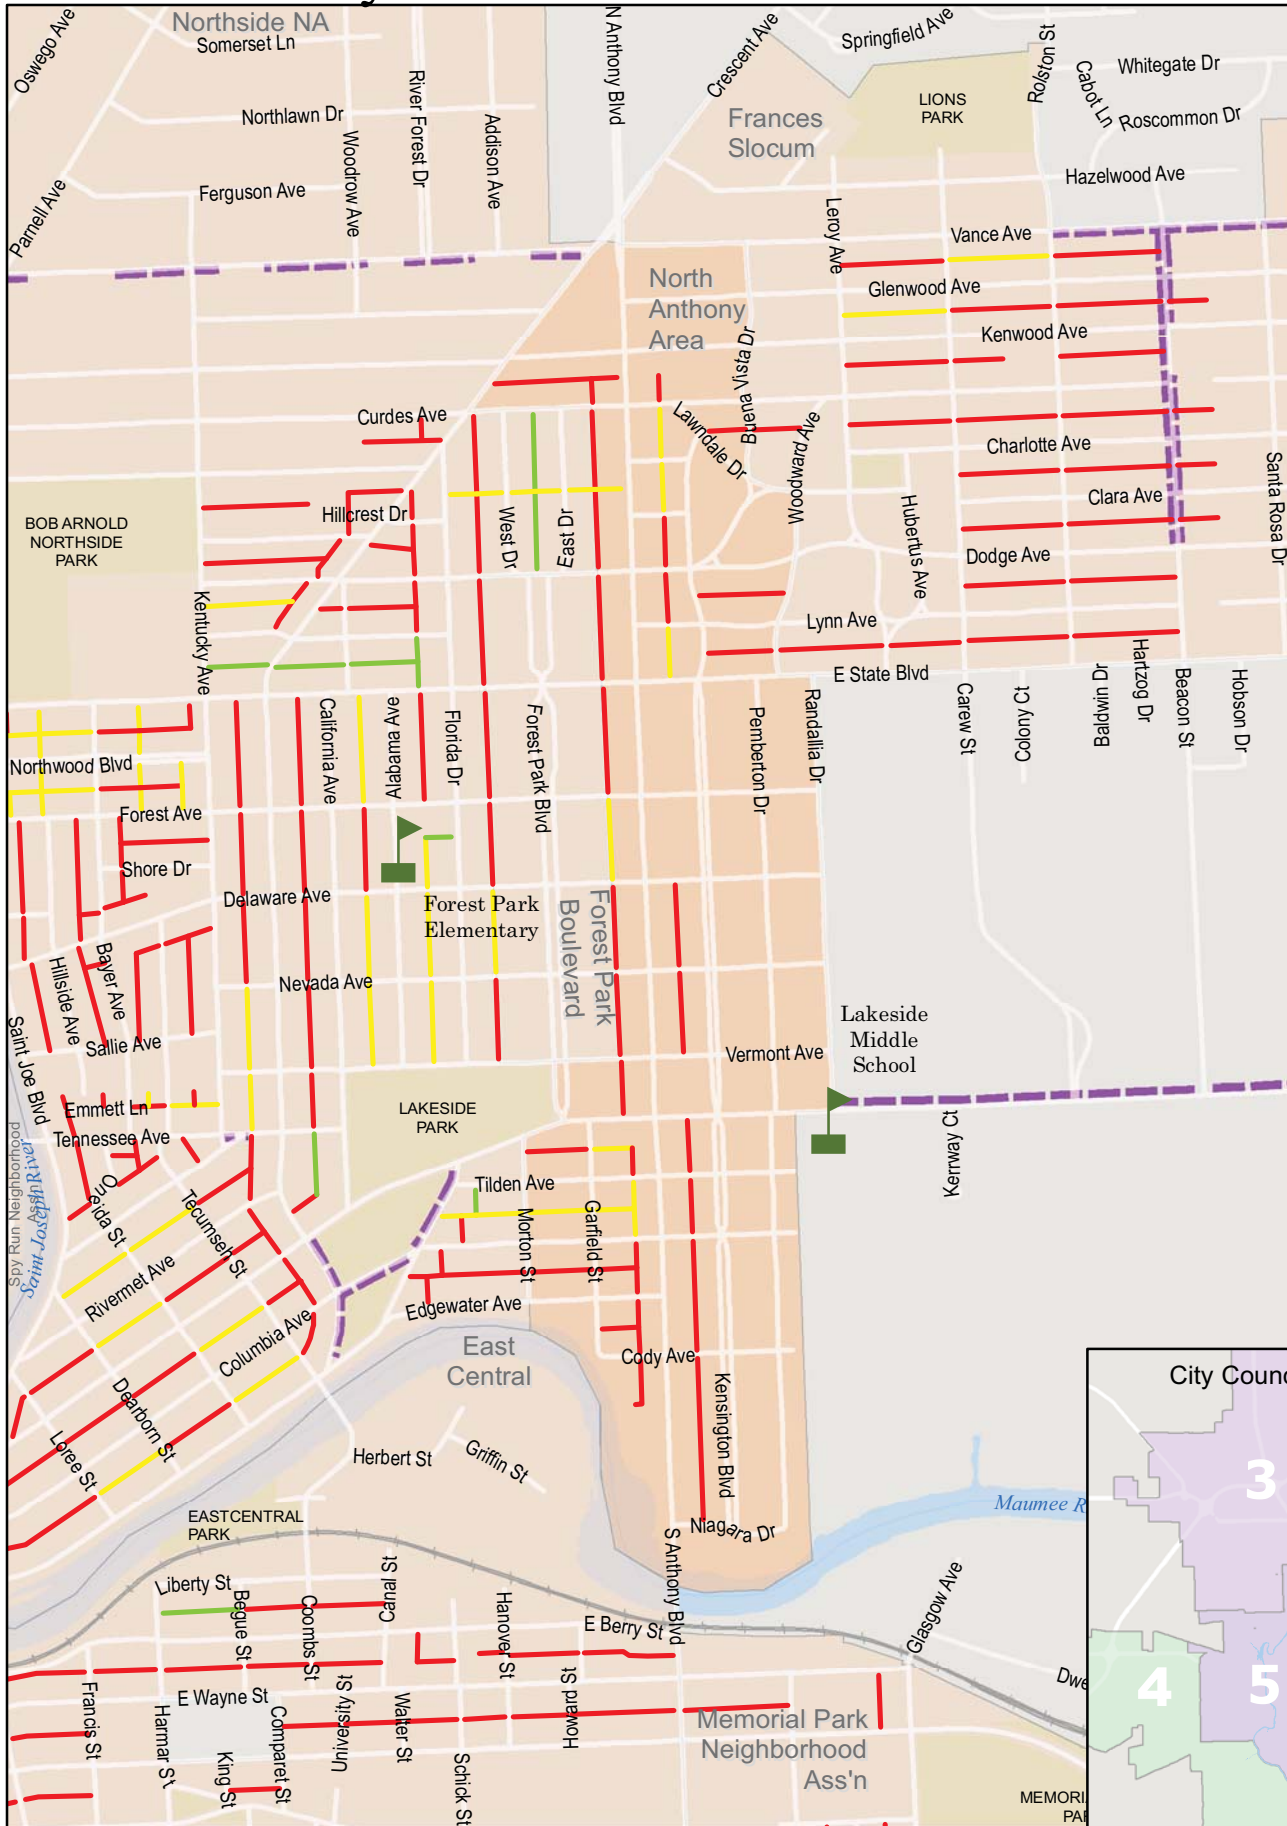 Northside NA
Oswego Ave
Somerset Ln
N Anthony Blvd
Crescent Ave
Springfield Ave
Rolston St
Whitegate Dr
Cabot Ln
Roscommon Dr
LIONS
PARK
Northlawn Dr
Woodrow Ave
River Forest Dr
Addison Ave
Frances
Slocum
Hazelwood Ave
Ferguson Ave
Parnell Ave
Leroy Ave
Vance Ave
North
Anthony
Area
Glenwood Ave
Kenwood Ave
Buena Vista Dr
Curdes Ave
Lawndale Dr
Woodward Ave
Charlotte Ave
Clara Ave
Santa Rosa Dr
BOB ARNOLD
NORTHSIDE
PARK
Hillcrest Dr
West Dr
East Dr
Hubertus Ave
Dodge Ave
Kentucky Ave
Lynn Ave
E State Blvd
Hartzog Dr
California Ave
Alabama Ave
Florida Dr
Forest Park Blvd
Pemberton Dr
Randallia Dr
Carew St
Colony Ct
Baldwin Dr
Beacon St
Hobson Dr
Northwood Blvd
Forest Ave
Shore Dr
Delaware Ave
Forest Park
Elementary
Forest Park
Boulevard
Hillside Ave
Bayer Ave
Nevada Ave
Saint Joe Blvd
Sallie Ave
Vermont Ave
Lakeside
Middle
School
Emmett Ln
Tennessee Ave
LAKESIDE
PARK
Kenway Ct
Spy Run Neighborhood
Ass'n
Saint Joseph River
Oneida St
Tecumseh St
Tilden Ave
Morton St
Garfield St
Rivermet Ave
Edgewater Ave
Columbia Ave
East
Central
Cody Ave
City Counc
Dearborn St
Kensington Blvd
Loree St
Herbert St
Griffin St
3
Maumee R
EASTCENTRAL
PARK
Niagara Dr
S Anthony Blvd
Liberty St
Begue St
Coombs St
Canal St
Hanover St
E Berry St
Glasgow Ave
Dwe
4
5
Francis St
E Wayne St
Harmar St
Comparet St
University St
Walter St
Howard St
King St
Schick St
Memorial Park
Neighborhood
Ass'n
MEMORI
PAR